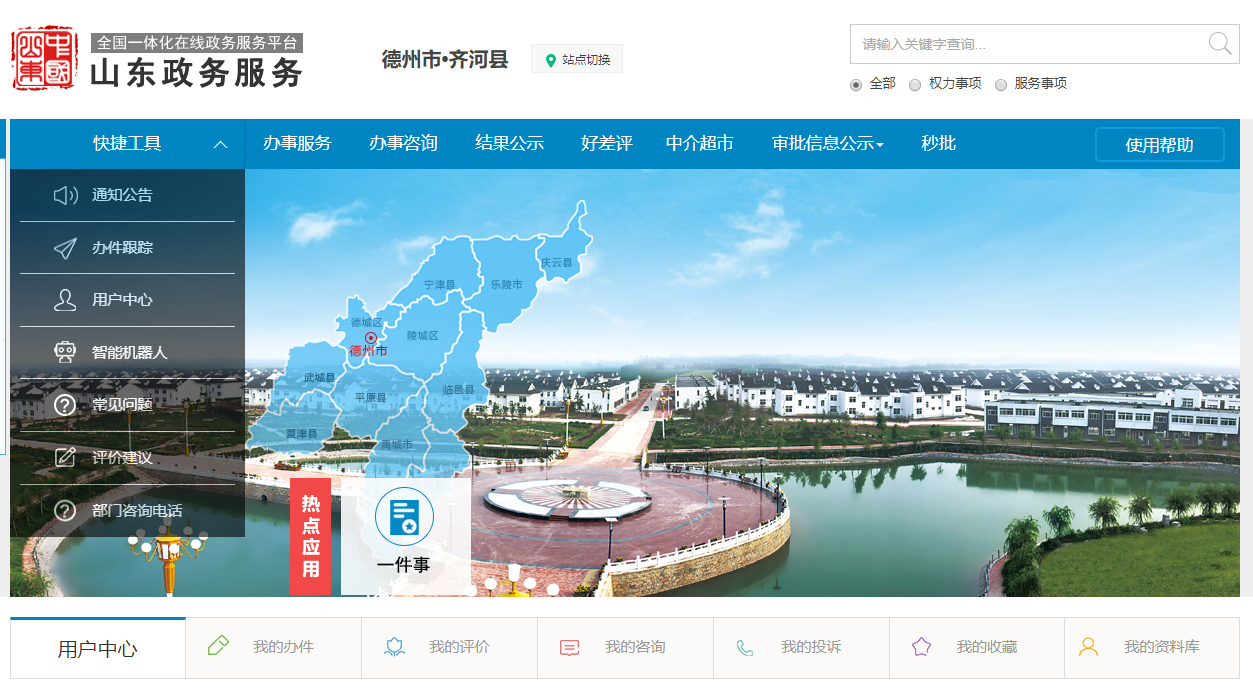 全国一体化在线政务服务平台
山东政务服务
德州市·齐河县
站点切换
请输入关键字查询...
全部 权力事项 服务事项
快捷工具 办事服务 办事咨询 结果公示 好差评 中介超市 审批信息公示 秒批 使用帮助
通知公告
办件跟踪
用户中心
智能机器人
常见问题
评价建议
部门咨询电话
庆云县
宁津县
乐陵市
德城区
陵城区
德州市
武城县
临邑县
平原县
夏津县
禹城市
热点应用
一件事
用户中心 我的办件 我的评价 我的咨询 我的投诉 我的收藏 我的资料库